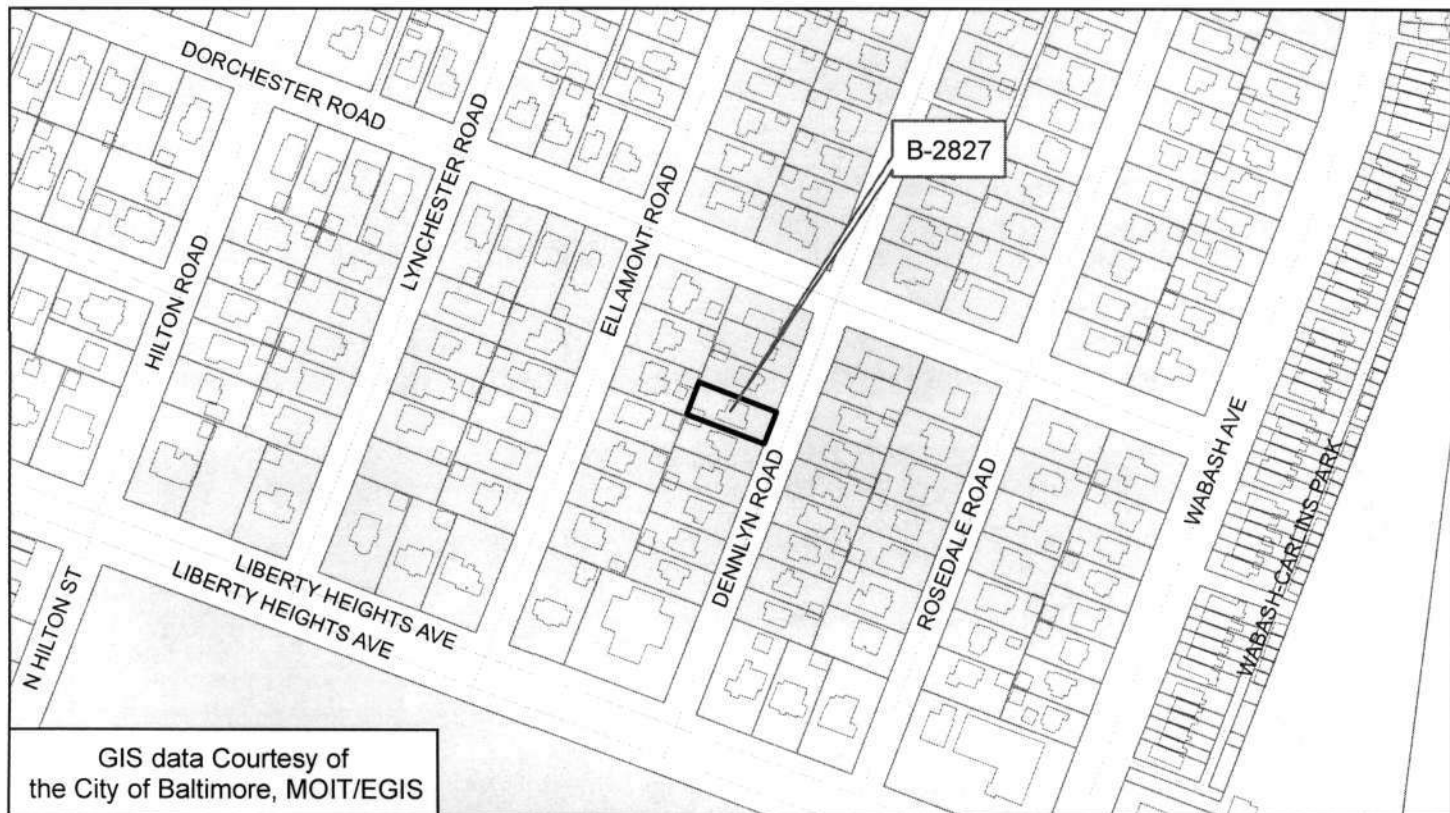 DORCHESTER ROAD
LYNCHESTER ROAD
B-2827
ELLAMONT ROAD
HILTON ROAD
WABASH AVE
WABASH-CARLINS PARK
DENNLYN ROAD
ROSEDALE ROAD
LIBERTY HEIGHTS AVE
LIBERTY HEIGHTS AVE
N HILTON ST
GIS data Courtesy of
the City of Baltimore, MOIT/EGIS